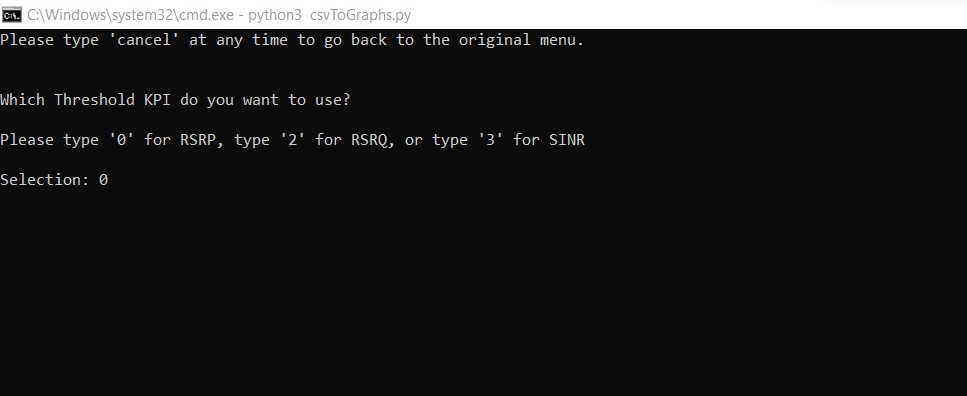 C:\Windows\system32\cmd.exe - python3  csvToGraphs.py
Please type 'cancel' at any time to go back to the original menu.
Which Threshold KPI do you want to use?
Please type '0' for RSRP, type '2' for RSRQ, or type '3' for SINR
Selection: 0